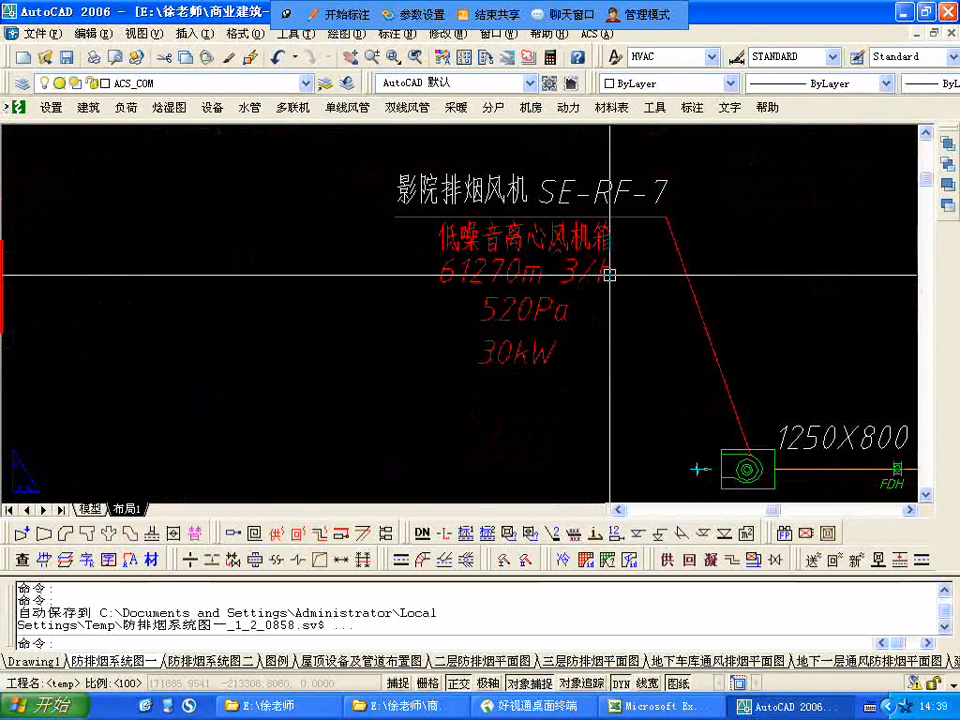 AutoCAD 2006 - [E:\徐老师\商业建筑-
开始标注 参数设置 结束共享 聊天窗口 管理模式
文件(F) 编辑(E) 视图(V) 插入(I) 格式(O) 工具(T) 绘图(D) 标注(N) 修改(M) 窗口(W) 帮助(H) ACS(A)
HVAC STANDARD Standard
ACS_COM AutoCAD 默认 ByLayer ByLayer
设置 建筑 负荷 焓湿图 设备 水管 多联机 单线风管 双线风管 采暖 分户 机房 动力 材料表 工具 标注 文字 帮助
影院排烟风机 SE-RF-7
低噪音离心风机箱
61270m 3/h
520Pa
30kW
1250X800
FDH
模型 布局1
DN
查 字 字 材 供 回 凝 送 回 新
命令:
命令:
自动保存到 C:\Documents and Settings\Administrator\Local
Settings\Temp\防排烟系统图一_1_2_0858.sv$ ...
命令:
Drawing1 防排烟系统图一 防排烟系统图二 图例 屋顶设备及管道布置图 二层防排烟平面图 三层防排烟平面图 地下车库通风排烟平面图 地下一层通风防排烟平面图
工程名:<temp> 比例:<100> 捕捉 栅格 正交 极轴 对象捕捉 对象追踪 DYN 线宽 图纸
开始 E:\徐老师 E:\徐老师\商... 好视通桌面终端 Microsoft Ex... AutoCAD 2006... 14:39